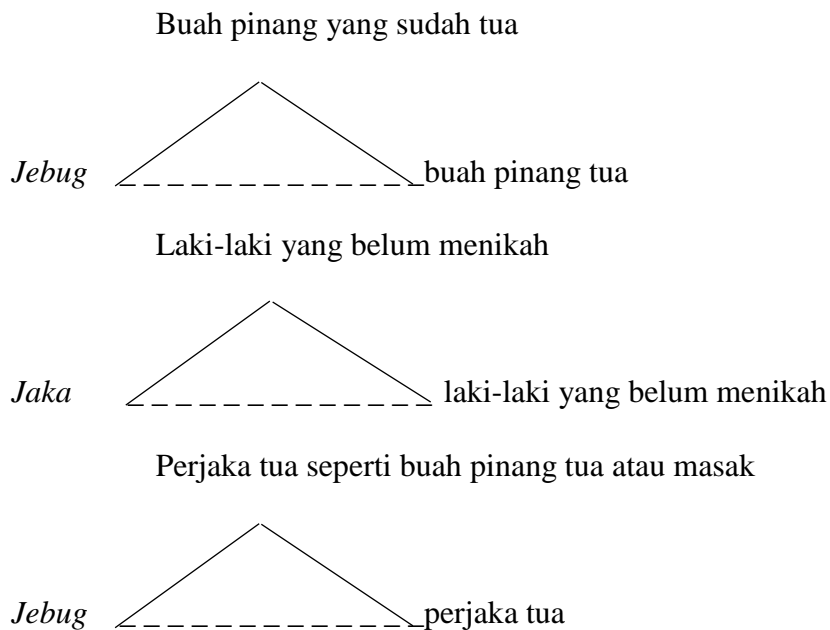 Buah pinang yang sudah tua
Jebug buah pinang tua
Laki-laki yang belum menikah
Jaka laki-laki yang belum menikah
Perjaka tua seperti buah pinang tua atau masak
Jebug perjaka tua